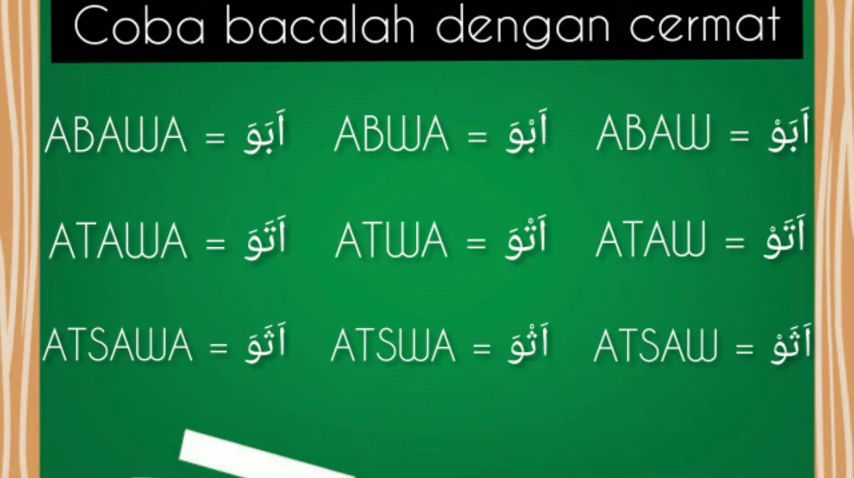 Coba bacalah dengan cermat
ABAWA = اَبَوَ ABWA = اَبْوَ ABAW = اَبَوْ
ATAWA = اَتَوَ ATWA = اَتْوَ ATAW = اَتَوْ
ATSAWA = اَثَوَ ATSWA = اَثْوَ ATSAW = اَثَوْ